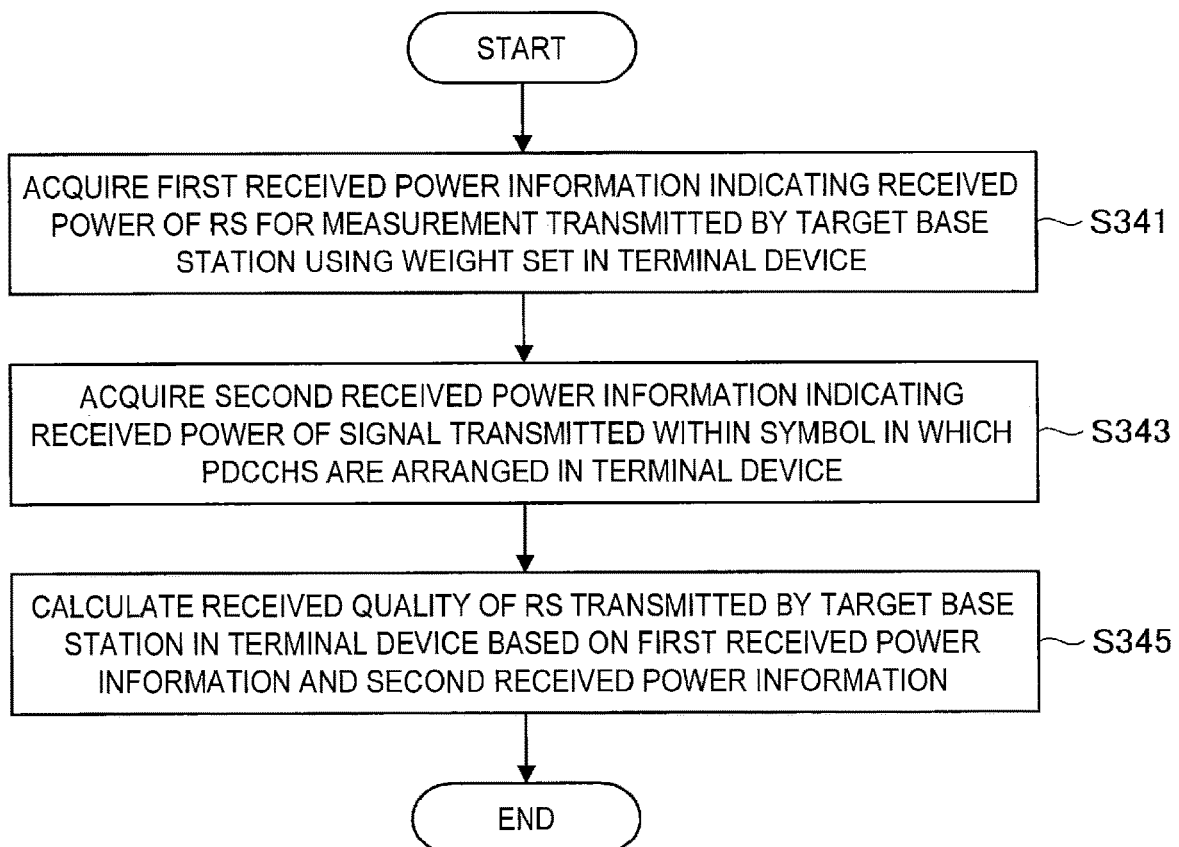 START
ACQUIRE FIRST RECEIVED POWER INFORMATION INDICATING RECEIVED
POWER OF RS FOR MEASUREMENT TRANSMITTED BY TARGET BASE
STATION USING WEIGHT SET IN TERMINAL DEVICE
S341
ACQUIRE SECOND RECEIVED POWER INFORMATION INDICATING
RECEIVED POWER OF SIGNAL TRANSMITTED WITHIN SYMBOL IN WHICH
PDCCHS ARE ARRANGED IN TERMINAL DEVICE
S343
CALCULATE RECEIVED QUALITY OF RS TRANSMITTED BY TARGET BASE
STATION IN TERMINAL DEVICE BASED ON FIRST RECEIVED POWER
INFORMATION AND SECOND RECEIVED POWER INFORMATION
S345
END